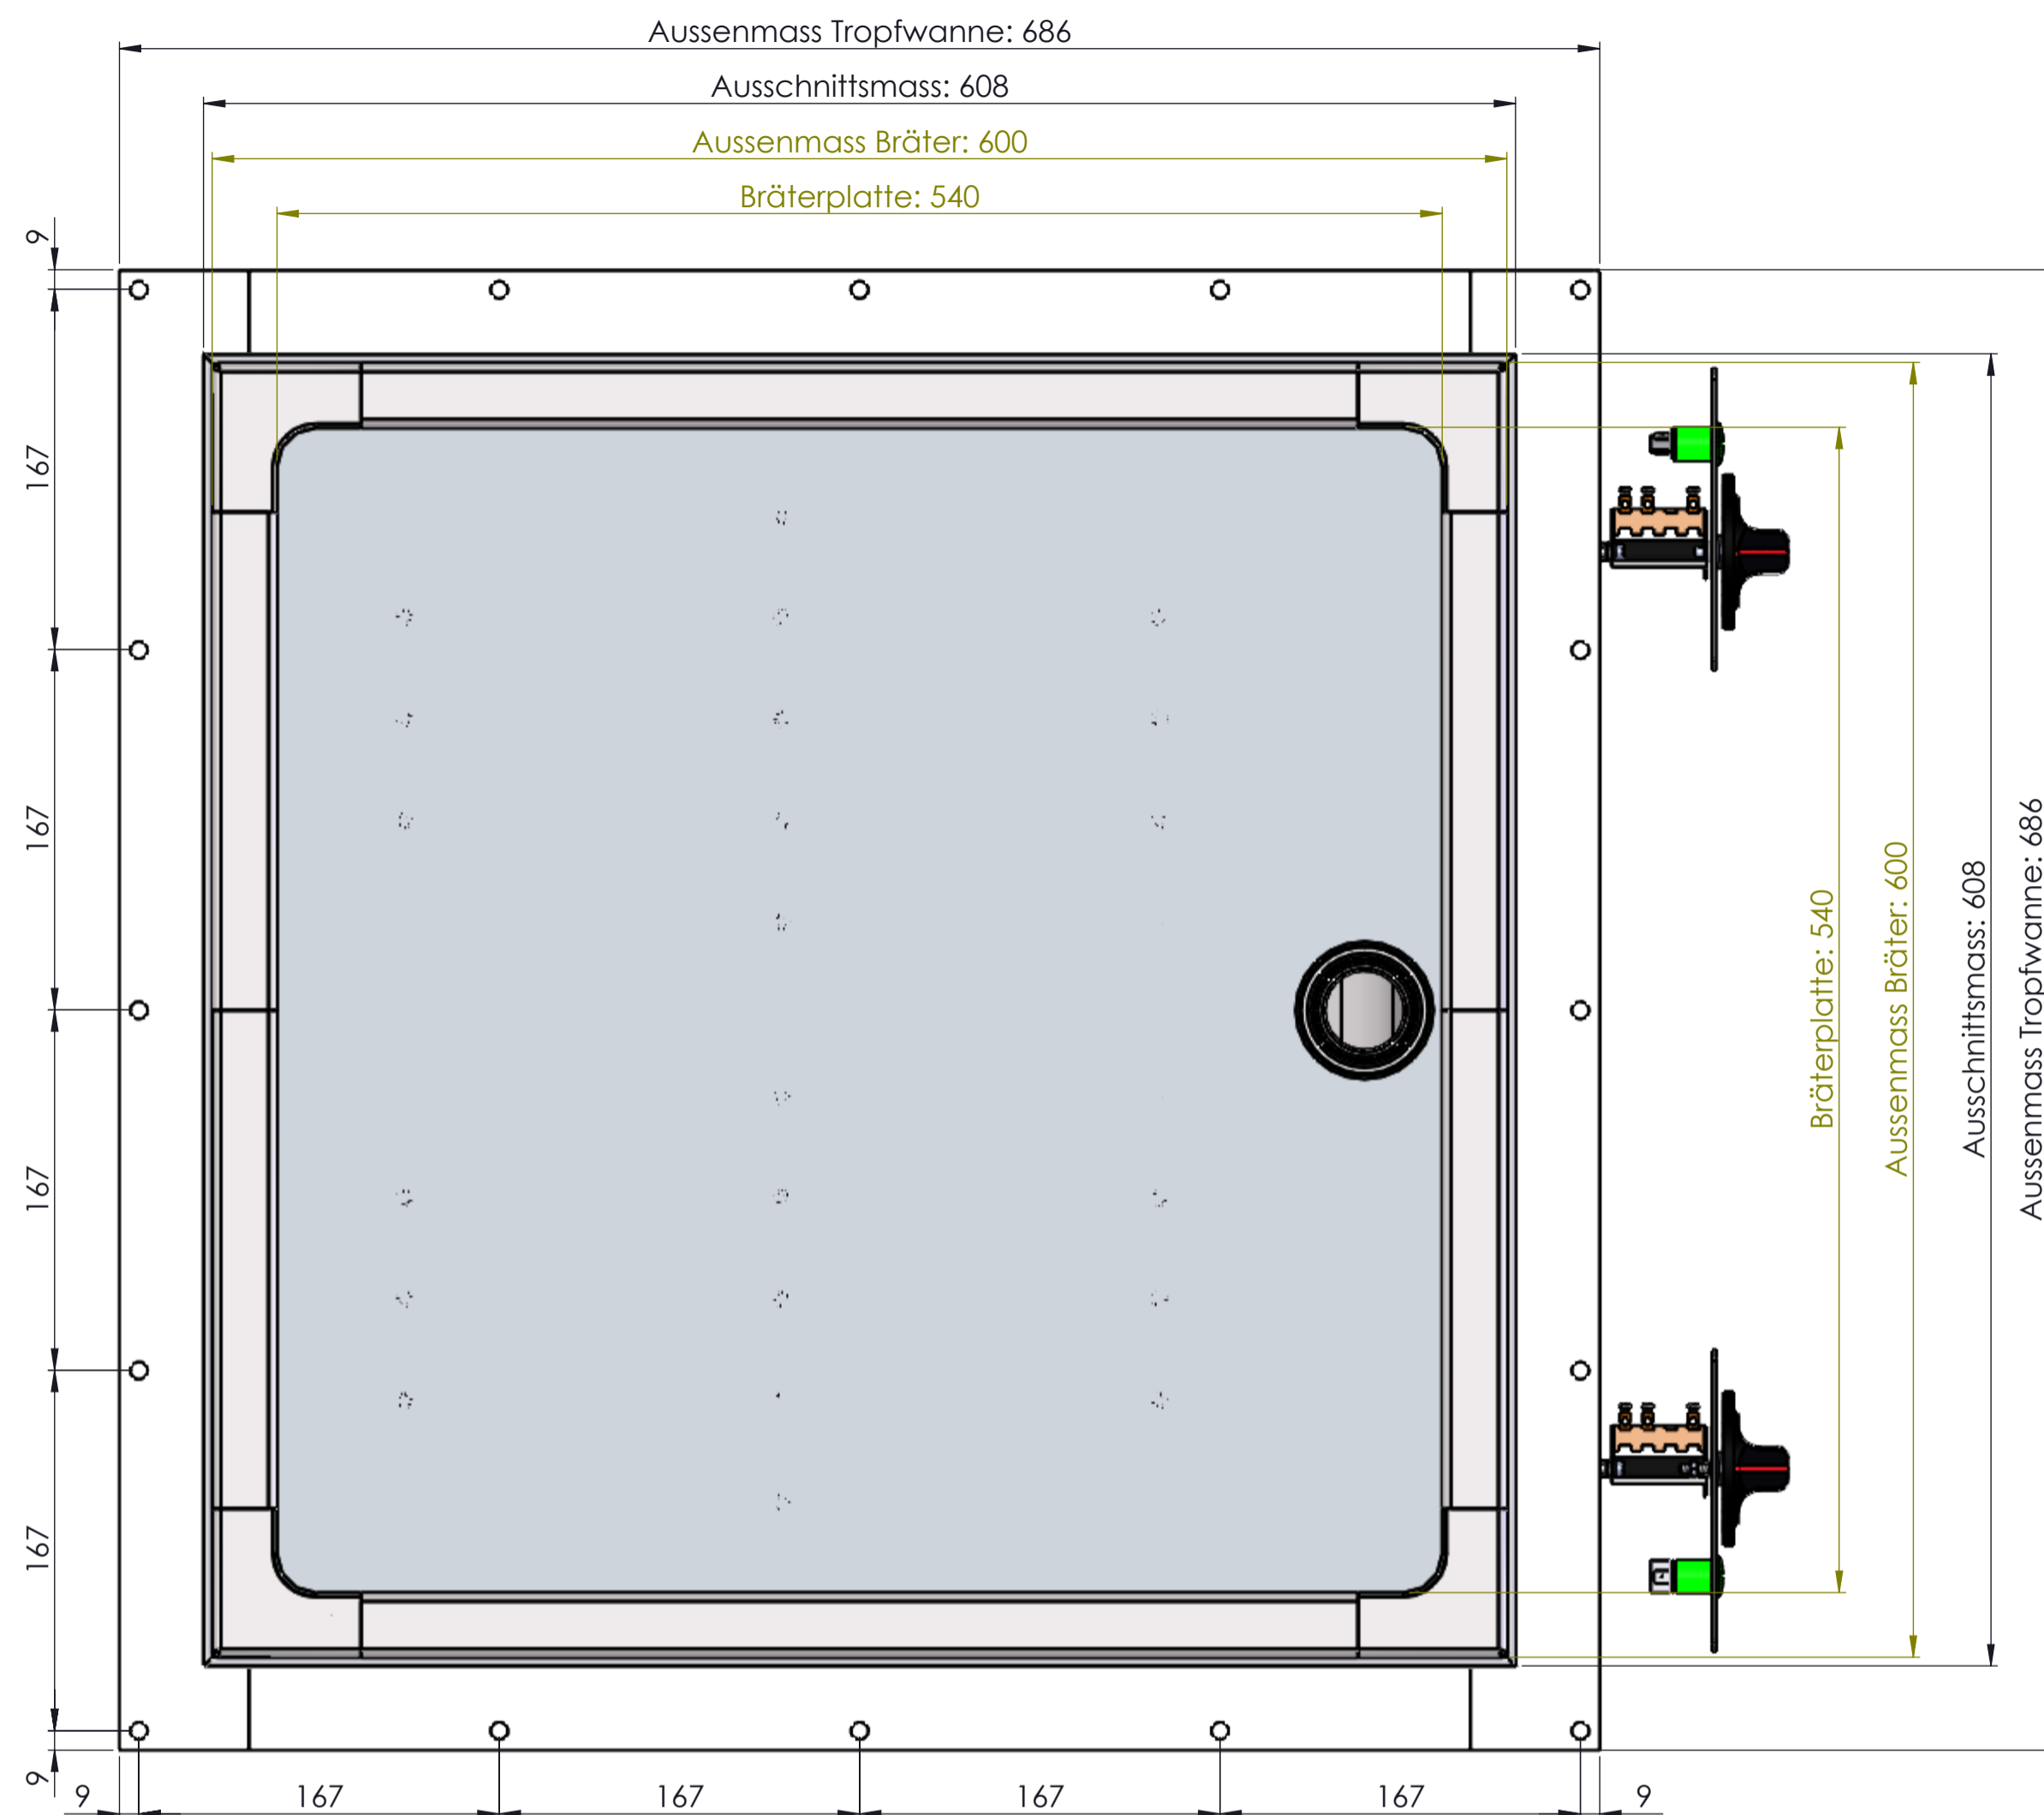 Aussenmass Tropfwanne: 686
Ausschnittsmass: 608
Aussenmass Bräter: 600
Bräterplatte: 540
9
167
167
167
167
9
Bräterplatte: 540
Aussenmass Bräter: 600
Ausschnittsmass: 608
Aussenmass Tropfwanne: 686
9
167
167
167
167
9